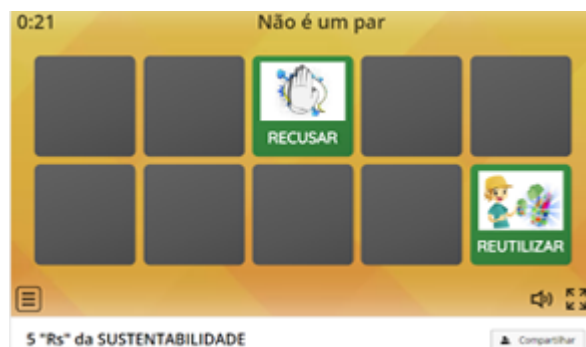 0:21 Não é um par
RECUSAR
REUTILIZAR
5 "Rs" da SUSTENTABILIDADE
Compartilhar